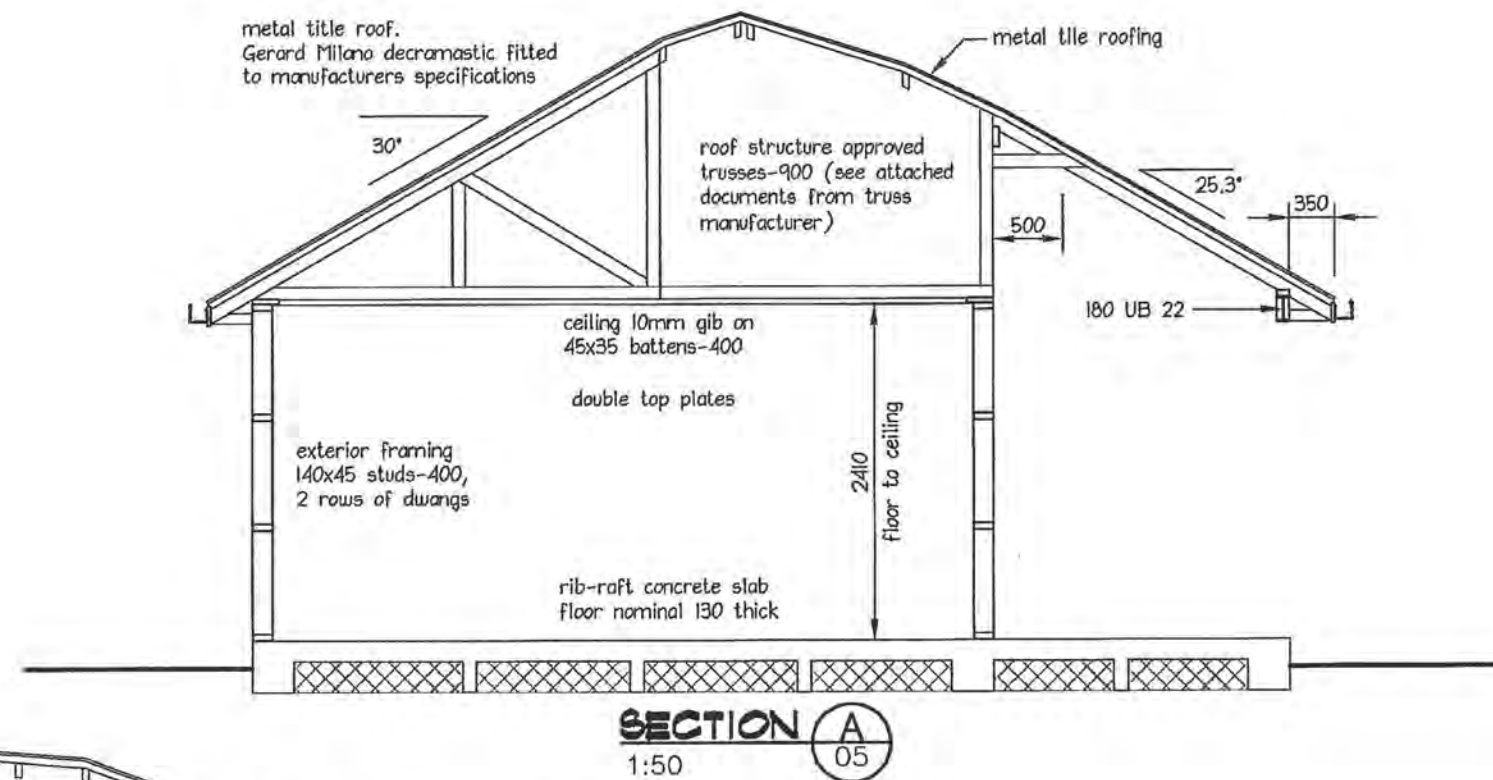 metal title roof.
Gerard Milano decramastic fitted
to manufacturers specifications
metal tile roofing
30°
roof structure approved
trusses-900 (see attached
documents from truss
manufacturer)
25.3°
350
500
180 UB 22
ceiling 10mm gib on
45x35 battens-400
double top plates
exterior framing
140x45 studs-400,
2 rows of dwangs
2410
floor to ceiling
rib-raft concrete slab
floor nominal 130 thick
SECTION A
1:50 05